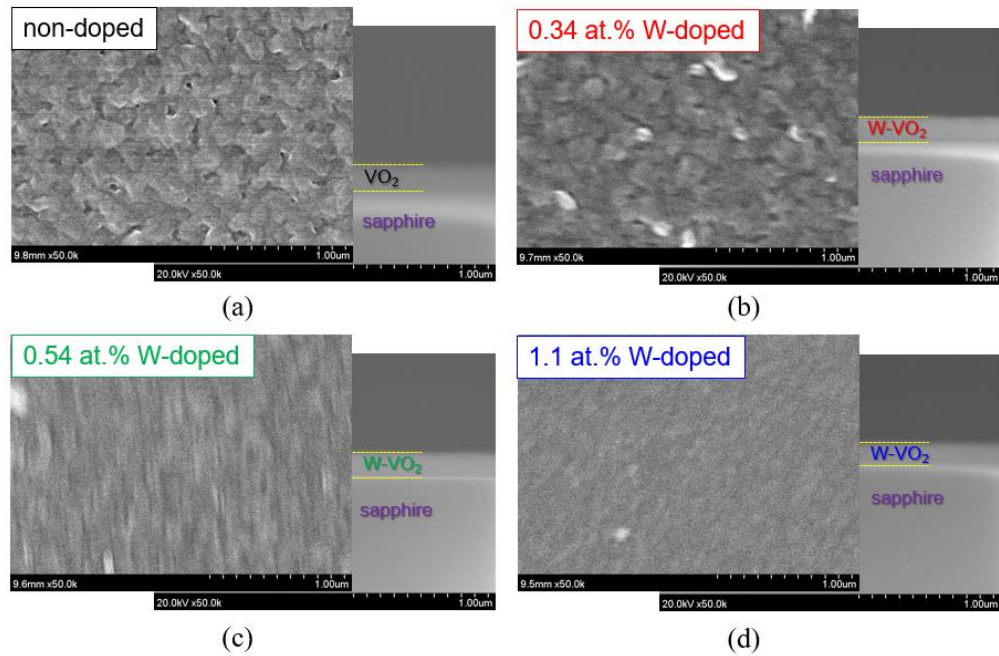 non-doped
VO₂
sapphire
9.8mm x50.0k 1.00um
20.0kV x50.0k 1.00um
(a)
0.34 at.% W-doped
W-VO₂
sapphire
9.7mm x50.0k 1.00um
20.0kV x50.0k 1.00um
(b)
0.54 at.% W-doped
W-VO₂
sapphire
9.6mm x50.0k 1.00um
20.0kV x50.0k 1.00um
(c)
1.1 at.% W-doped
W-VO₂
sapphire
9.5mm x50.0k 1.00um
20.0kV x50.0k 1.00um
(d)